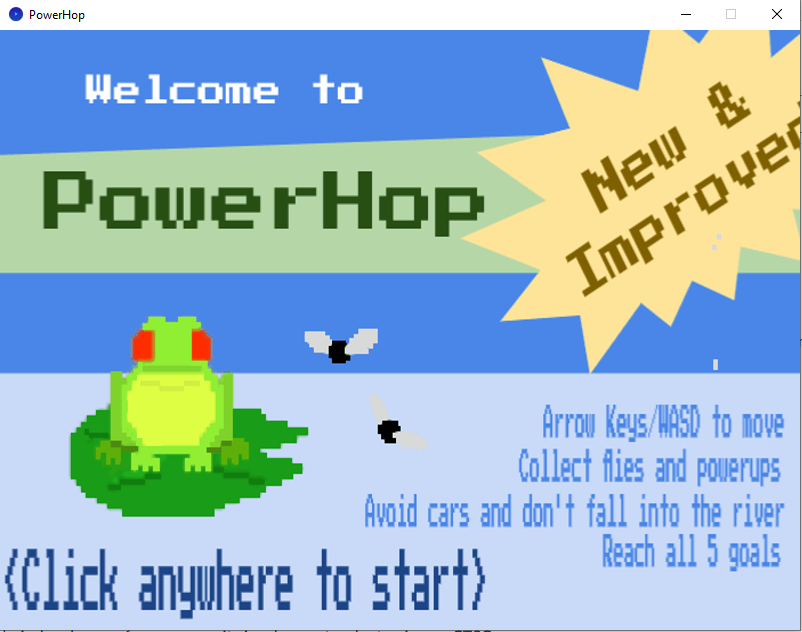 PowerHop
Welcome to
PowerHop
New &
Improved
Arrow Keys/WASD to move
Collect flies and powerups
Avoid cars and don't fall into the river
Reach all 5 goals
(Click anywhere to start)